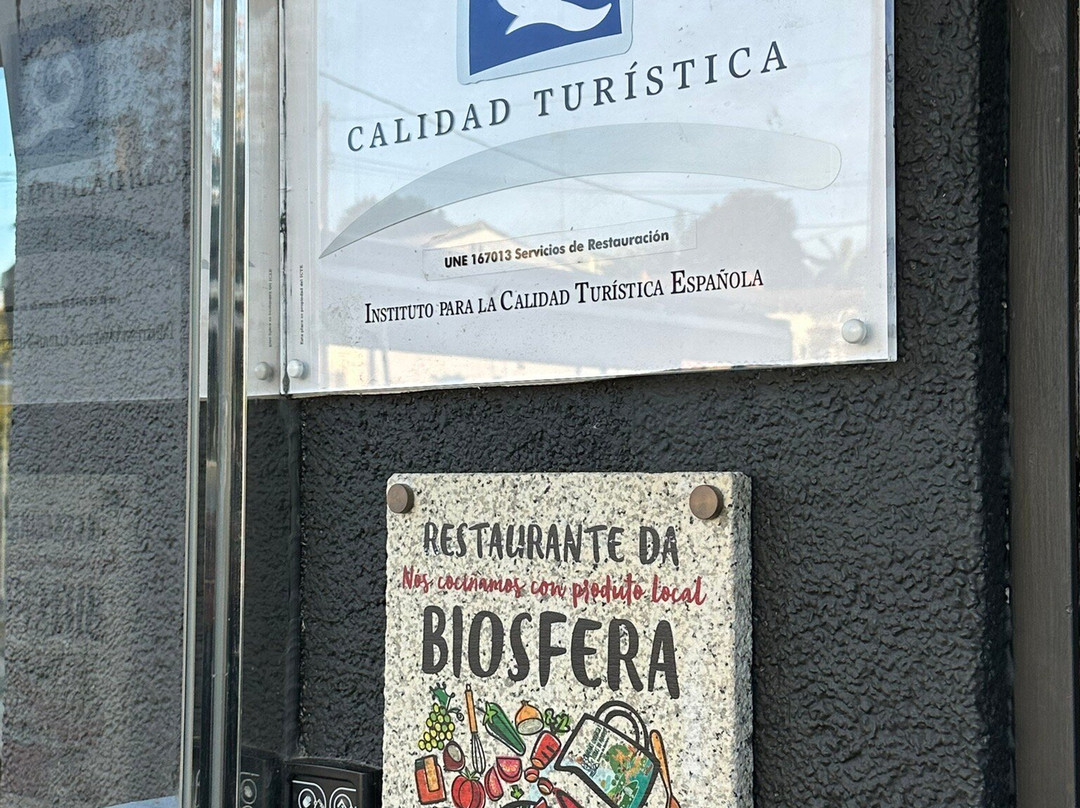 CALIDAD TURÍSTICA
UNE 167013 Servicios de Restauración
INSTITUTO PARA LA CALIDAD TURÍSTICA ESPAÑOLA
RESTAURANTE DA
Nos cociñamos con produto local
BIOSFERA